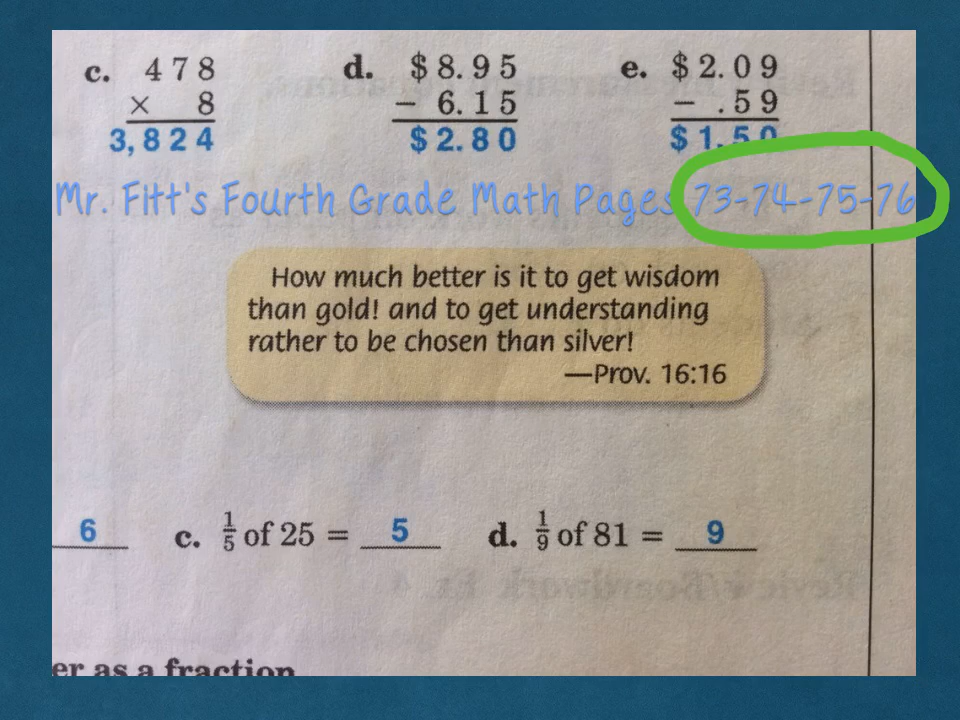 c. 478 d. $8.95 e. $2.09
× 8 − 6.15 − .59
3,824 $2.80 $1.50
Mr. Fitt's Fourth Grade Math Pages 73-74-75-76
How much better is it to get wisdom
than gold! and to get understanding
rather to be chosen than silver!
—Prov. 16:16
6 c. 1/5 of 25 = 5 d. 1/9 of 81 = 9
er as a fraction